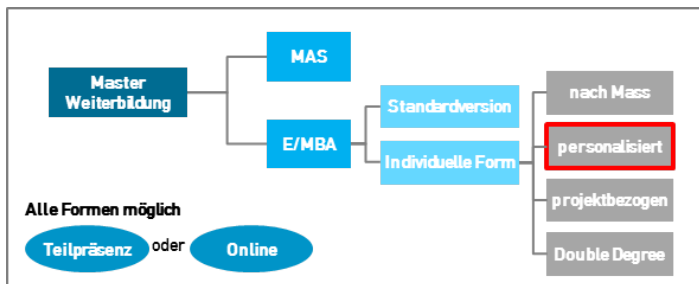 Master
Weiterbildung
MAS
E/MBA
Standardversion
Individuelle Form
nach Mass
personalisiert
projektbezogen
Double Degree
Alle Formen möglich
Teilpräsenz oder Online